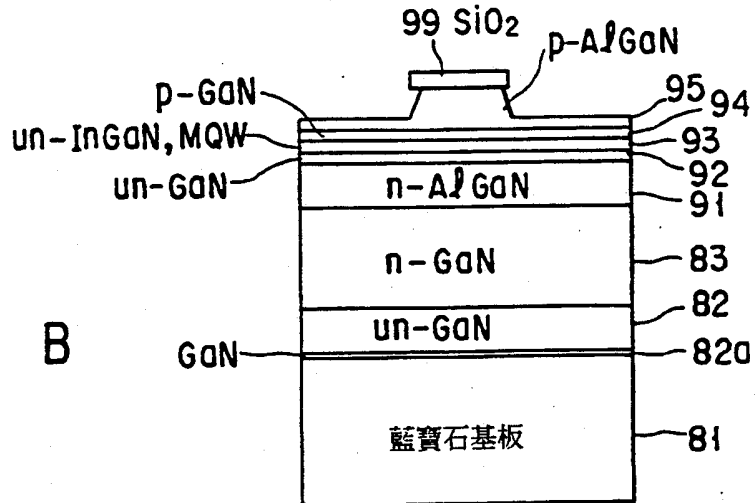 99 SiO₂
p-AlGaN
p-GaN
95
94
un-InGaN, MQW
93
un-GaN
92
n-AlGaN
91
n-GaN
83
82
un-GaN
B
GaN
82a
藍寶石基板
81